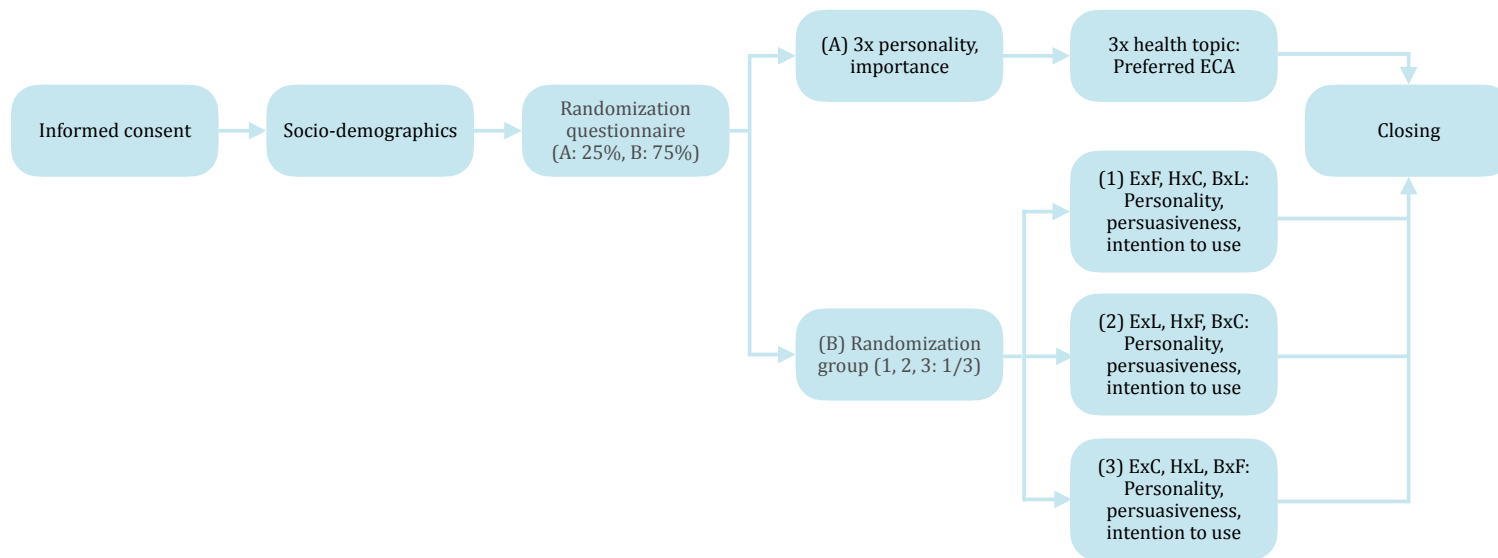 Informed consent
Socio-demographics
Randomization
questionnaire
(A: 25%, B: 75%)
(A) 3x personality,
importance
3x health topic:
Preferred ECA
Closing
(B) Randomization
group (1, 2, 3: 1/3)
(1) ExF, HxC, BxL:
Personality,
persuasiveness,
intention to use
(2) ExL, HxF, BxC:
Personality,
persuasiveness,
intention to use
(3) ExC, HxL, BxF:
Personality,
persuasiveness,
intention to use